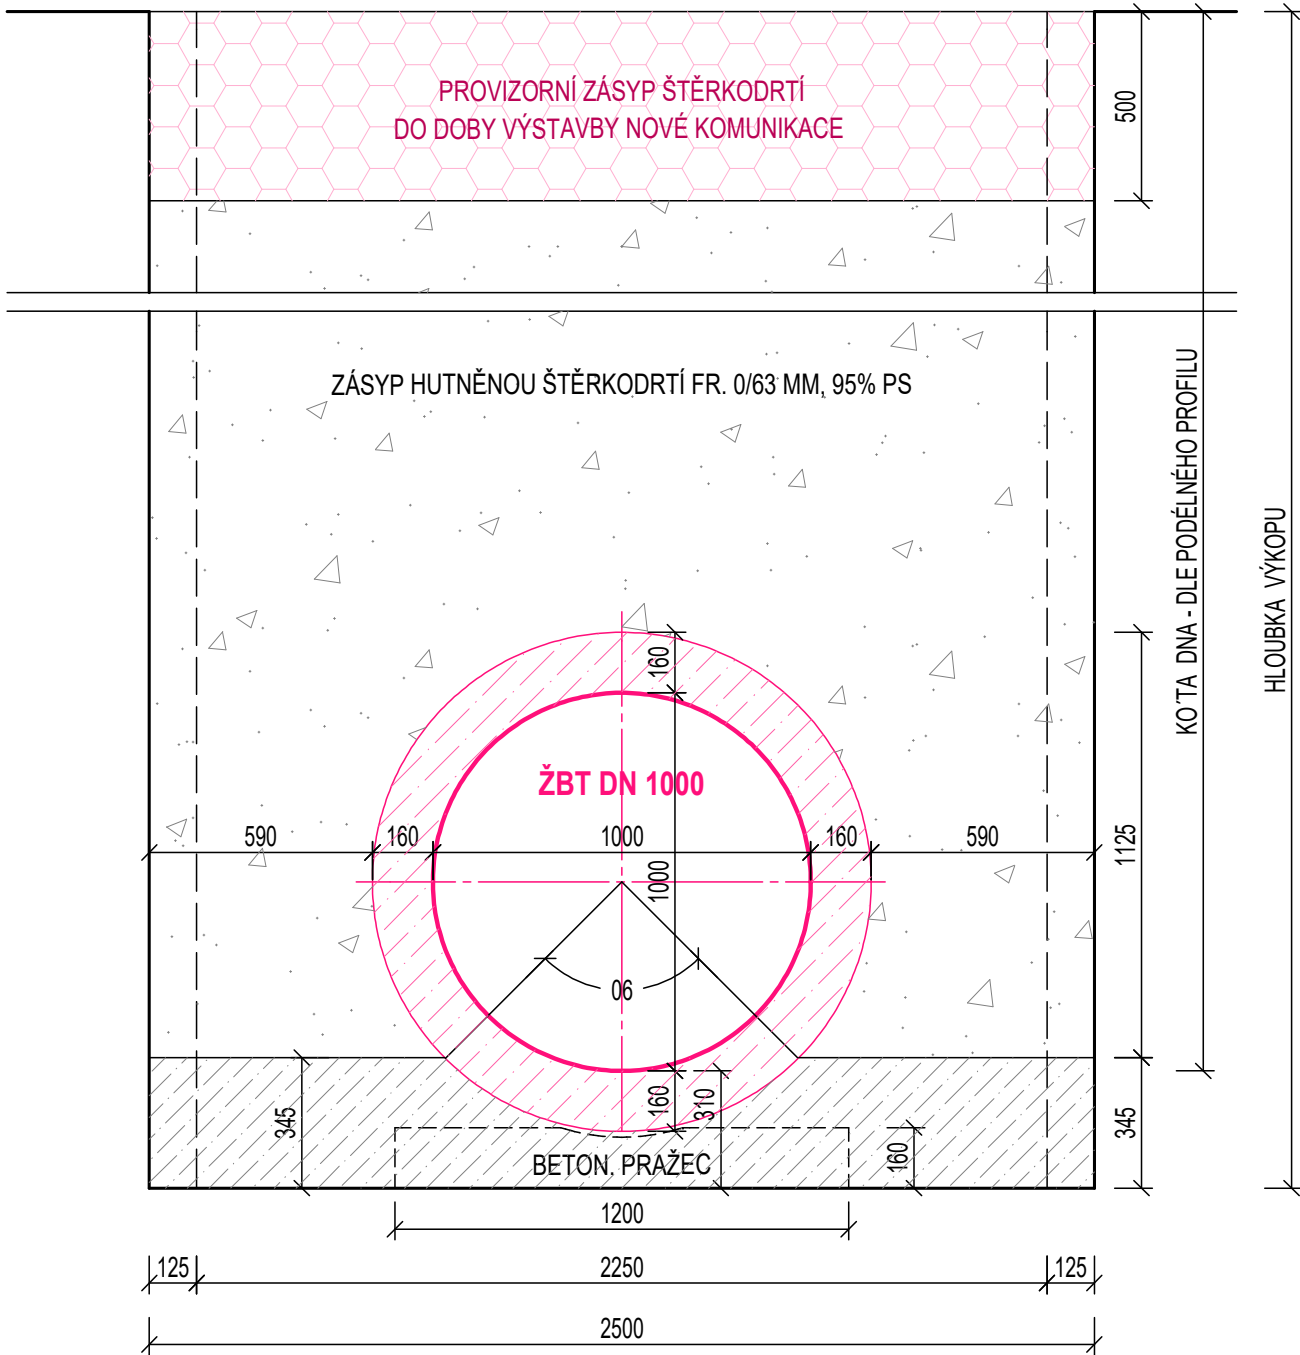 PROVIZORNÍ ZÁSYP ŠTĚRKODRTÍ
DO DOBY VÝSTAVBY NOVÉ KOMUNIKACE
500
ZÁSYP HUTNĚNOU ŠTĚRKODRTÍ FR. 0/63 MM, 95% PS
KO'TA DNA - DLE PODÉLNÉHO PROFILU
HLOUBKA VÝKOPU
160
ŽBT DN 1000
590
160
1000
160
590
1000
1125
90
345
160
310
160
345
BETON. PRAŽEC
1200
125
2250
125
2500